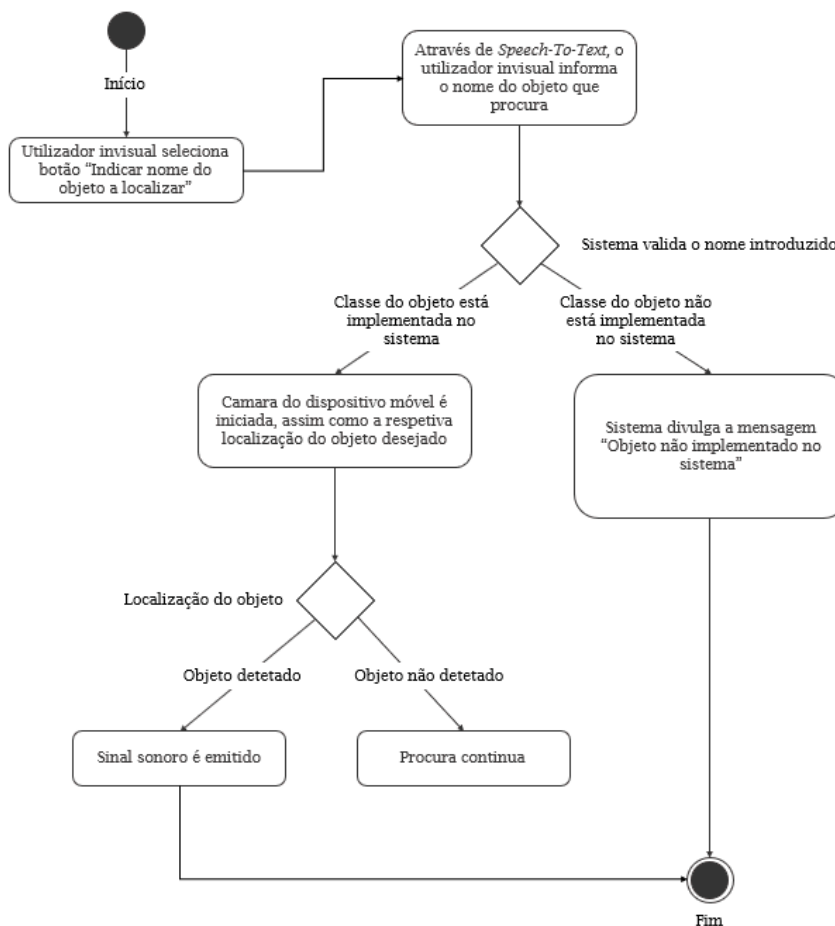 Início
Utilizador invisual seleciona
botão “Indicar nome do
objeto a localizar”
Através de Speech-To-Text, o
utilizador invisual informa
o nome do objeto que
procura
Sistema valida o nome introduzido
Classe do objeto está
implementada no
sistema
Classe do objeto não
está implementada
no sistema
Camara do dispositivo móvel é
iniciada, assim como a respetiva
localização do objeto desejado
Sistema divulga a mensagem
“Objeto não implementado no
sistema”
Localização do objeto
Objeto detetado
Objeto não detetado
Sinal sonoro é emitido
Procura continua
Fim